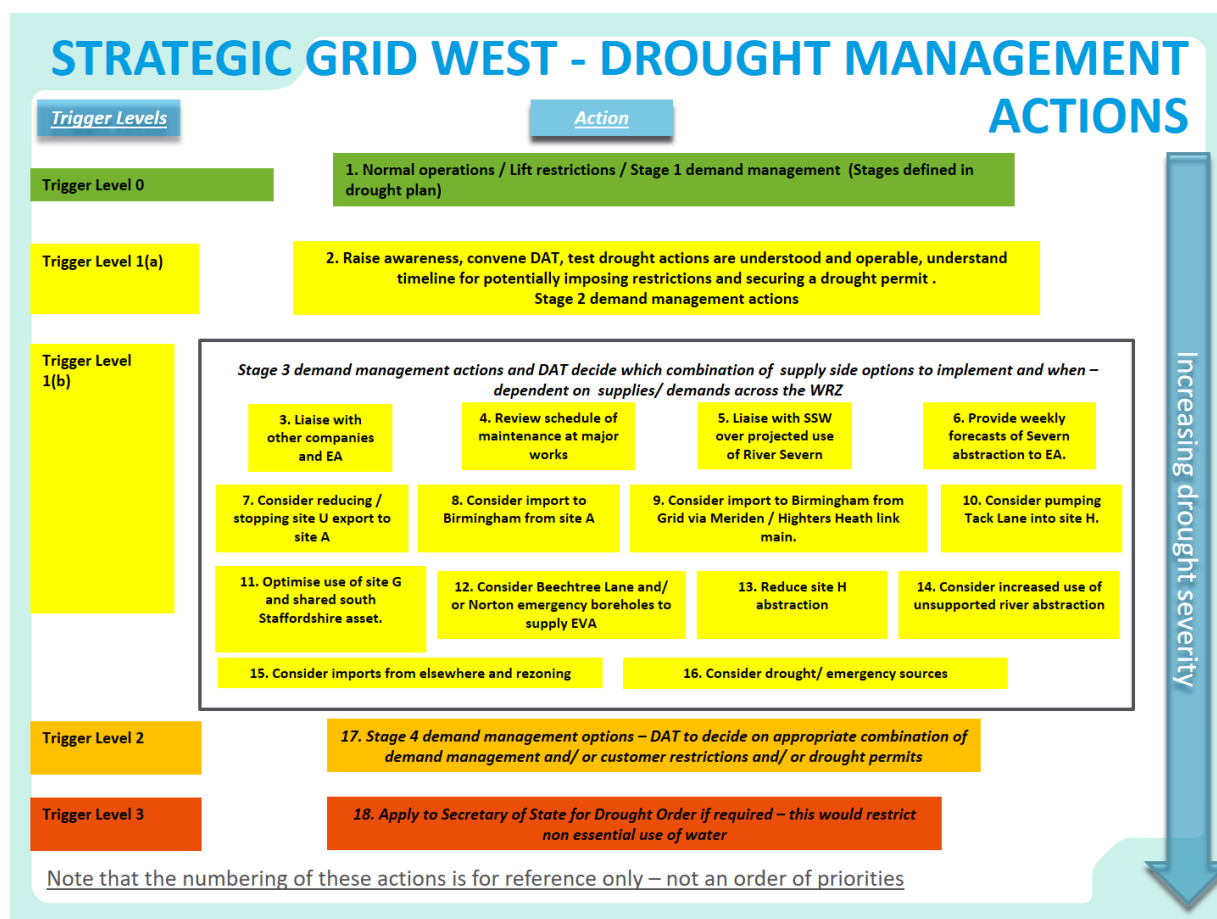 STRATEGIC GRID WEST - DROUGHT MANAGEMENT
ACTIONS
Trigger Levels
Action
Trigger Level 0
1. Normal operations / Lift restrictions / Stage 1 demand management (Stages defined in
drought plan)
Trigger Level 1(a)
2. Raise awareness, convene DAT, test drought actions are understood and operable, understand
timeline for potentially imposing restrictions and securing a drought permit .
Stage 2 demand management actions
Trigger Level
1(b)
Stage 3 demand management actions and DAT decide which combination of supply side options to implement and when –
dependent on supplies/ demands across the WRZ
3. Liaise with
other companies
and EA
4. Review schedule of
maintenance at major
works
5. Liaise with SSW
over projected use
of River Severn
6. Provide weekly
forecasts of Severn
abstraction to EA.
7. Consider reducing /
stopping site U export to
site A
8. Consider import to
Birmingham from site A
9. Consider import to Birmingham from
Grid via Meriden / Highters Heath link
main.
10. Consider pumping
Tack Lane into site H.
11. Optimise use of site G
and shared south
Staffordshire asset.
12. Consider Beechtree Lane and/
or Norton emergency boreholes to
supply EVA
13. Reduce site H
abstraction
14. Consider increased use of
unsupported river abstraction
15. Consider imports from elsewhere and rezoning
16. Consider drought/ emergency sources
Trigger Level 2
17. Stage 4 demand management options – DAT to decide on appropriate combination of
demand management and/ or customer restrictions and/ or drought permits
Trigger Level 3
18. Apply to Secretary of State for Drought Order if required – this would restrict
non essential use of water
Increasing drought severity
Note that the numbering of these actions is for reference only – not an order of priorities